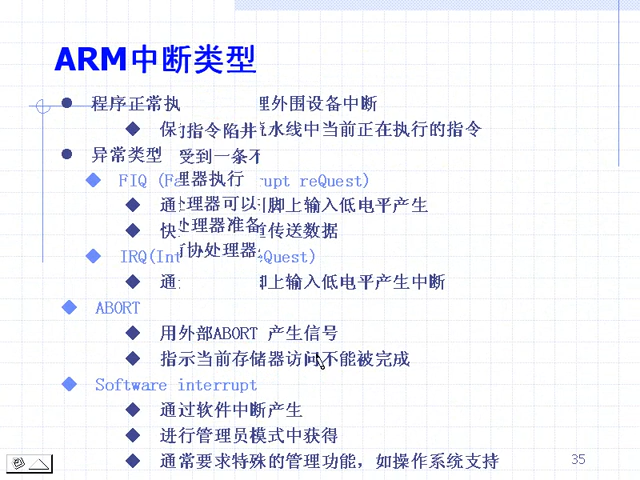 ARM中断类型
程序正常执 理外围设备中断
保 的指令陷井 水线中当前正在执行的指令
异常类型 受到一条不
FIQ (Fa 理器执行 rupt reQuest)
通 处理器可以 引脚上输入低电平产生
快 处理器准备 传送数据
IRQ(Int 协处理器 eQuest)
通 脚上输入低电平产生中断
ABORT
用外部ABORT 产生信号
指示当前存储器访问不能被完成
Software interrupt
通过软件中断产生
进行管理员模式中获得
通常要求特殊的管理功能，如操作系统支持
35